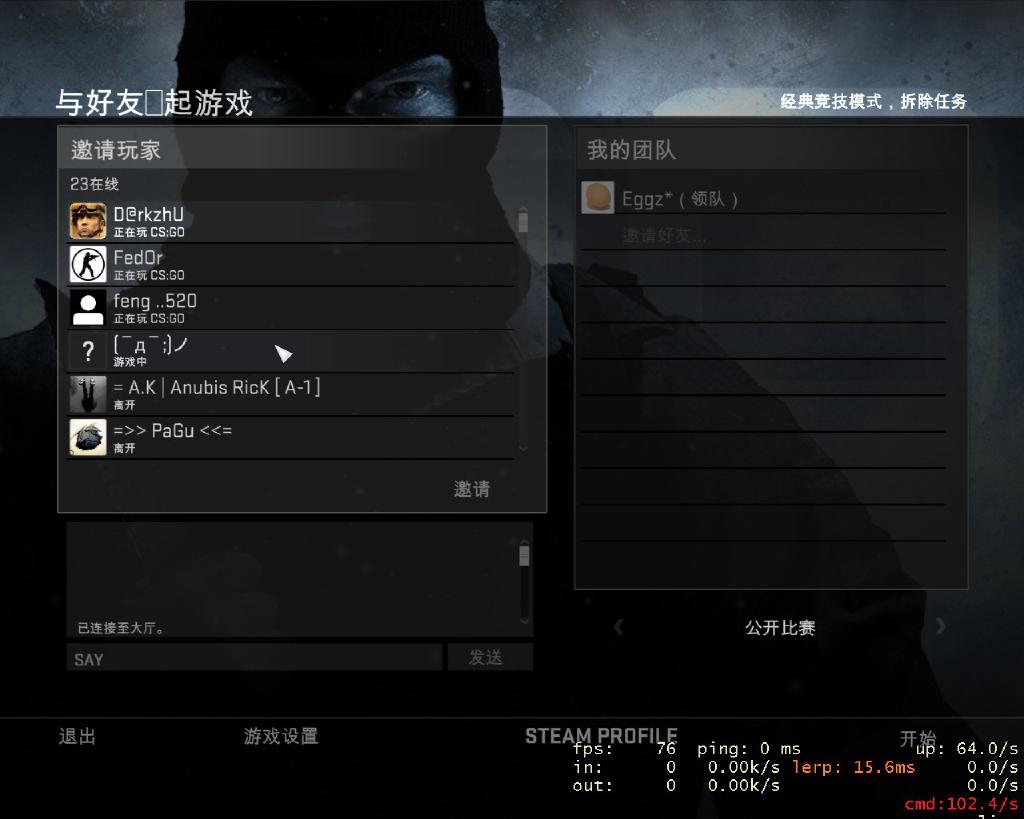 与好友□起游戏
经典竞技模式，拆除任务
邀请玩家
23在线
D@rkzhU
正在玩 CS:GO
FedOr
正在玩 CS:GO
feng ..520
正在玩 CS:GO
(¯д¯;)ノ
游戏中
= A.K | Anubis RicK [ A-1 ]
离开
=>> PaGu <<=
离开
邀请
我的团队
Eggz* ( 领队 )
邀请好友...
已连接至大厅。
SAY
发送
公开比赛
退出
游戏设置
STEAM PROFILE
开始
fps: 76 ping: 0 ms up: 64.0/s
in: 0 0.00k/s lerp: 15.6ms 0.0/s
out: 0 0.00k/s 0.0/s
cmd:102.4/s